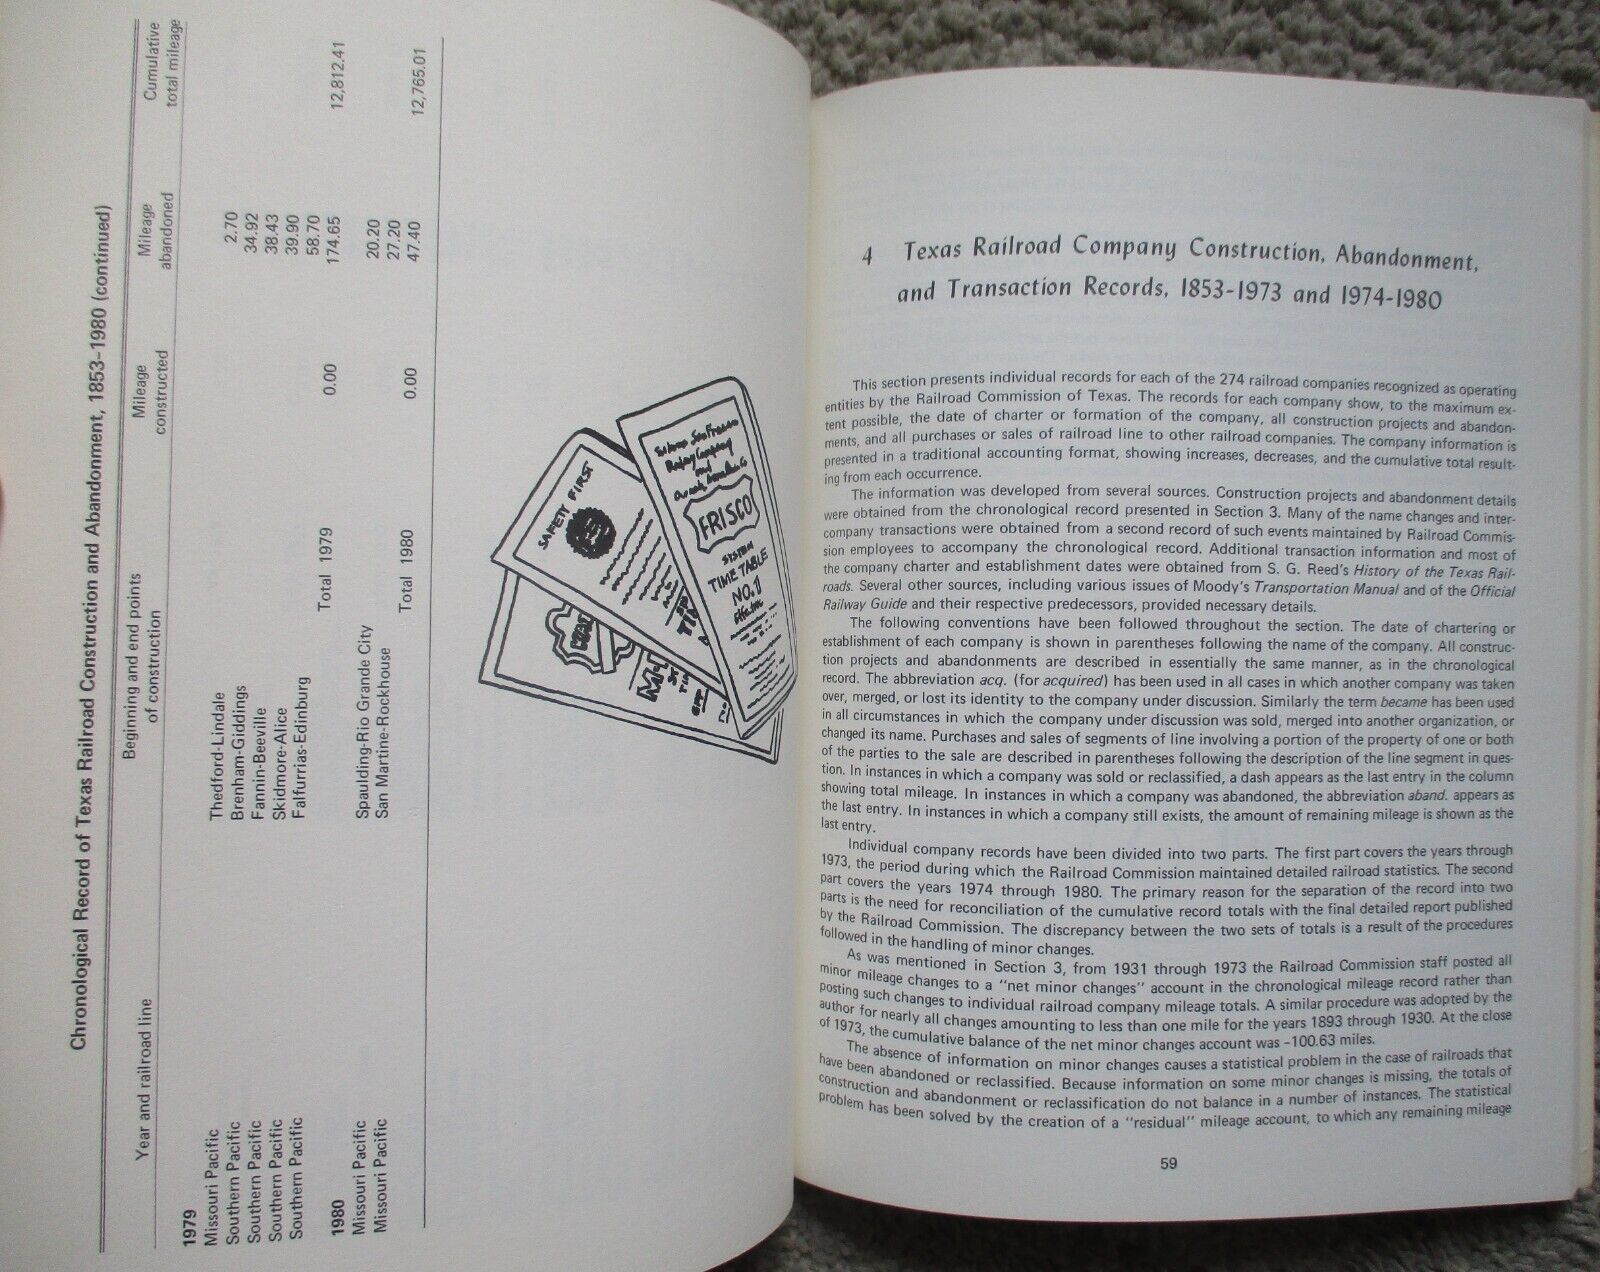 Chronological Record of Texas Railroad Construction and Abandonment, 1853–1980 (continued)
Year and railroad line
Beginning and end points
of construction
Mileage
constructed
Mileage
abandoned
Cumulative
total mileage
1979
Missouri Pacific Thedford-Lindale 2.70
Southern Pacific Brenham-Giddings 34.92
Southern Pacific Fannin-Beeville 38.43
Southern Pacific Skidmore-Alice 39.90
Southern Pacific Falfurrias-Edinburg 58.70
Total 1979 0.00 174.65 12,812.41
1980
Missouri Pacific Spaulding-Rio Grande City 20.20
Missouri Pacific San Martine-Rockhouse 27.20
Total 1980 0.00 47.40 12,765.01
SAFETY FIRST
FRISCO
SYSTEM
TIME TABLE
NO.1
4 Texas Railroad Company Construction, Abandonment,
and Transaction Records, 1853-1973 and 1974-1980
This section presents individual records for each of the 274 railroad companies recognized as operating
entities by the Railroad Commission of Texas. The records for each company show, to the maximum ex-
tent possible, the date of charter or formation of the company, all construction projects and abandon-
ments, and all purchases or sales of railroad line to other railroad companies. The company information is
presented in a traditional accounting format, showing increases, decreases, and the cumulative total result-
ing from each occurrence.
The information was developed from several sources. Construction projects and abandonment details
were obtained from the chronological record presented in Section 3. Many of the name changes and inter-
company transactions were obtained from a second record of such events maintained by Railroad Commis-
sion employees to accompany the chronological record. Additional transaction information and most of
the company charter and establishment dates were obtained from S. G. Reed's History of the Texas Rail-
roads. Several other sources, including various issues of Moody's Transportation Manual and of the Official
Railway Guide and their respective predecessors, provided necessary details.
The following conventions have been followed throughout the section. The date of chartering or
establishment of each company is shown in parentheses following the name of the company. All construc-
tion projects and abandonments are described in essentially the same manner, as in the chronological
record. The abbreviation acq. (for acquired) has been used in all cases in which another company was taken
over, merged, or lost its identity to the company under discussion. Similarly the term became has been used
in all circumstances in which the company under discussion was sold, merged into another organization, or
changed its name. Purchases and sales of segments of line involving a portion of the property of one or both
of the parties to the sale are described in parentheses following the description of the line segment in ques-
tion. In instances in which a company was sold or reclassified, a dash appears as the last entry in the column
showing total mileage. In instances in which a company was abandoned, the abbreviation aband. appears as
the last entry. In instances in which a company still exists, the amount of remaining mileage is shown as the
last entry.
Individual company records have been divided into two parts. The first part covers the years through
1973, the period during which the Railroad Commission maintained detailed railroad statistics. The second
part covers the years 1974 through 1980. The primary reason for the separation of the record into two
parts is the need for reconciliation of the cumulative record totals with the final detailed report published
by the Railroad Commission. The discrepancy between the two sets of totals is a result of the procedures
followed in the handling of minor changes.
As was mentioned in Section 3, from 1931 through 1973 the Railroad Commission staff posted all
minor mileage changes to a "net minor changes" account in the chronological mileage record rather than
posting such changes to individual railroad company mileage totals. A similar procedure was adopted by the
author for nearly all changes amounting to less than one mile for the years 1893 through 1930. At the close
of 1973, the cumulative balance of the net minor changes account was -100.63 miles.
The absence of information on minor changes causes a statistical problem in the case of railroads that
have been abandoned or reclassified. Because information on some minor changes is missing, the totals of
construction and abandonment or reclassification do not balance in a number of instances. The statistical
problem has been solved by the creation of a "residual" mileage account, to which any remaining mileage
59